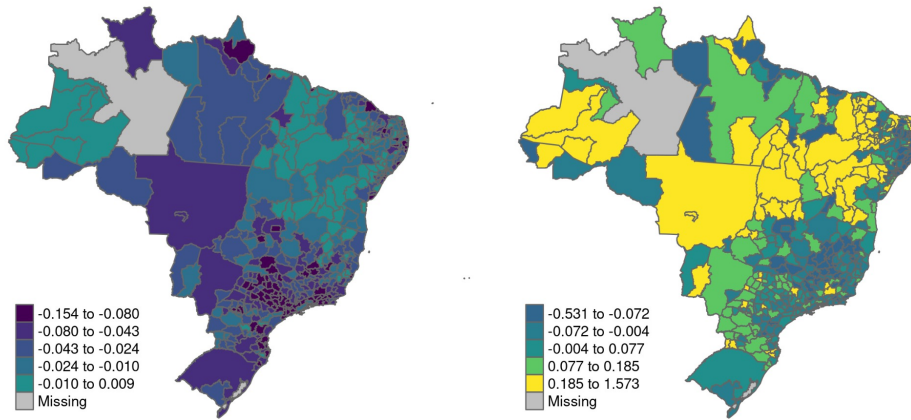 -0.154 to -0.080
-0.080 to -0.043
-0.043 to -0.024
-0.024 to -0.010
-0.010 to 0.009
Missing
-0.531 to -0.072
-0.072 to -0.004
-0.004 to 0.077
0.077 to 0.185
0.185 to 1.573
Missing